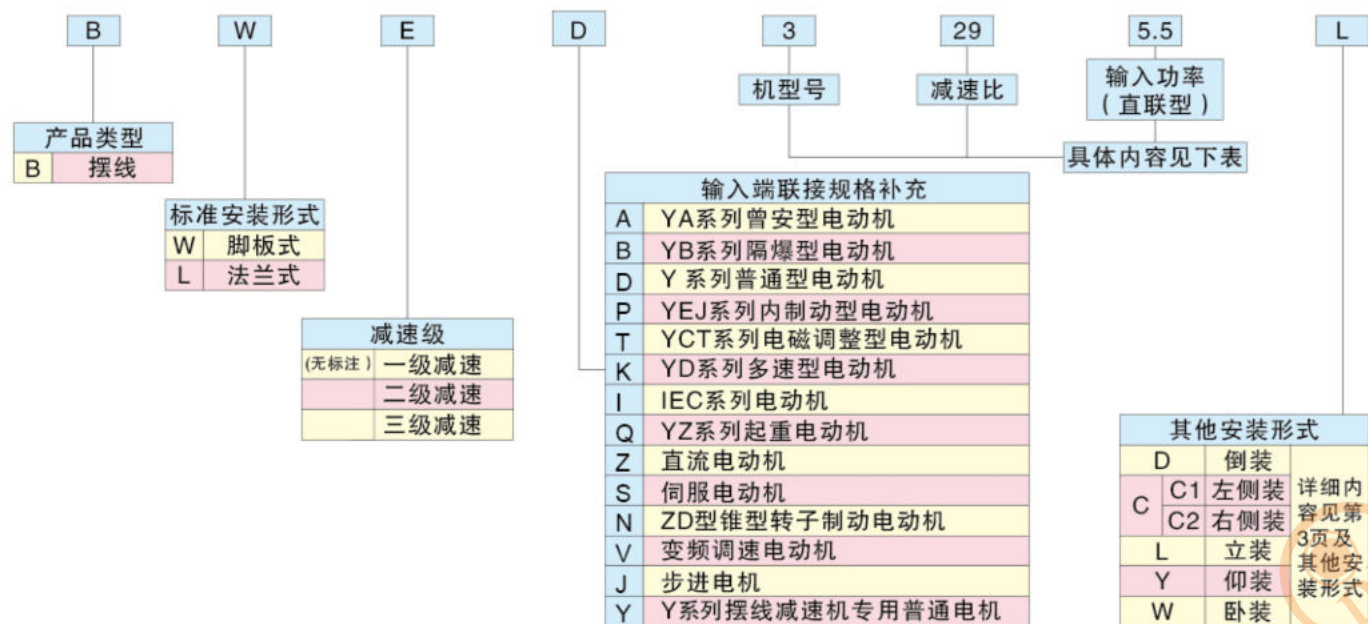 B W E D 3 29 5.5 L
机型号
减速比
输入功率
（直联型）
具体内容见下表
产品类型
B 摆线
标准安装形式
W 脚板式
L 法兰式
减速级
(无标注) 一级减速
二级减速
三级减速
输入端联接规格补充
A YA系列曾安型电动机
B YB系列隔爆型电动机
D Y 系列普通型电动机
P YEJ系列内制动型电动机
T YCT系列电磁调整型电动机
K YD系列多速型电动机
I IEC系列电动机
Q YZ系列起重电动机
Z 直流电动机
S 伺服电动机
N ZD型锥型转子制动电动机
V 变频调速电动机
J 步进电机
Y Y系列摆线减速机专用普通电机
其他安装形式
D 倒装
C C1 左侧装
C2 右侧装
L 立装
Y 仰装
W 卧装
详细内
容见第
3页及
其他安
装形式